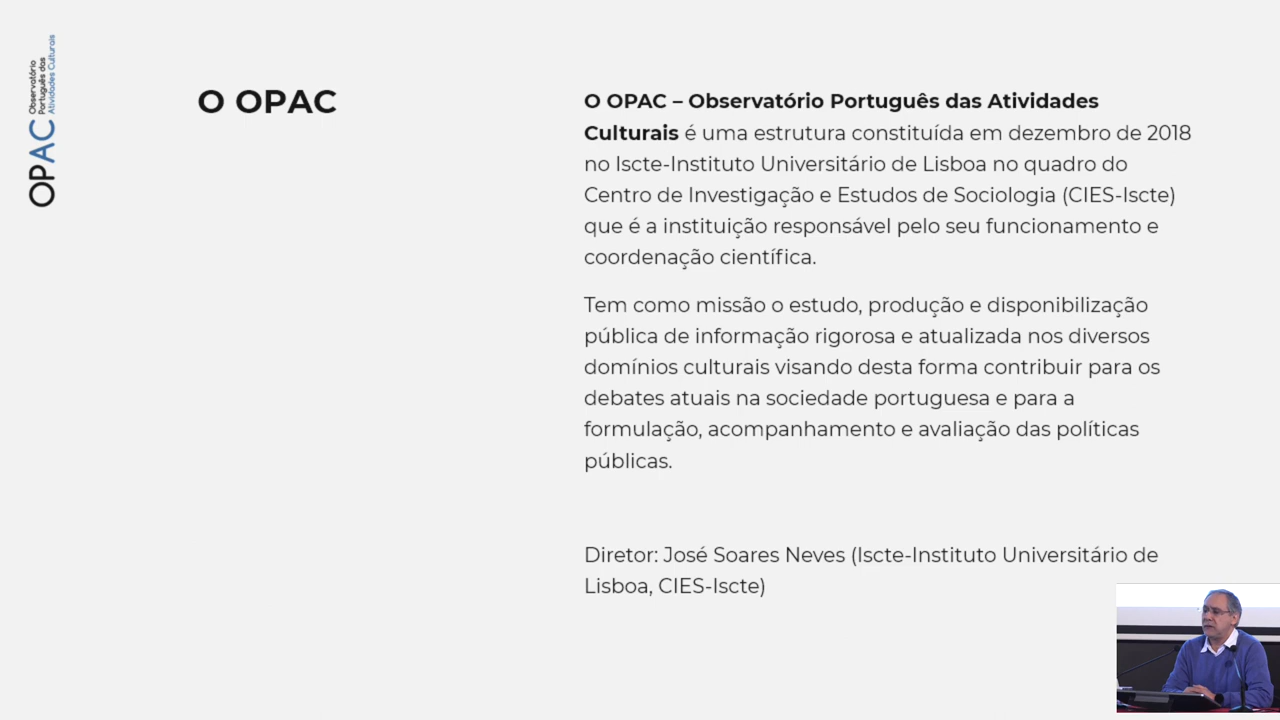 OPAC Observatório
Português das
Atividades Culturais
O OPAC
O OPAC – Observatório Português das Atividades
Culturais é uma estrutura constituída em dezembro de 2018
no Iscte-Instituto Universitário de Lisboa no quadro do
Centro de Investigação e Estudos de Sociologia (CIES-Iscte)
que é a instituição responsável pelo seu funcionamento e
coordenação científica.
Tem como missão o estudo, produção e disponibilização
pública de informação rigorosa e atualizada nos diversos
domínios culturais visando desta forma contribuir para os
debates atuais na sociedade portuguesa e para a
formulação, acompanhamento e avaliação das políticas
públicas.
Diretor: José Soares Neves (Iscte-Instituto Universitário de
Lisboa, CIES-Iscte)